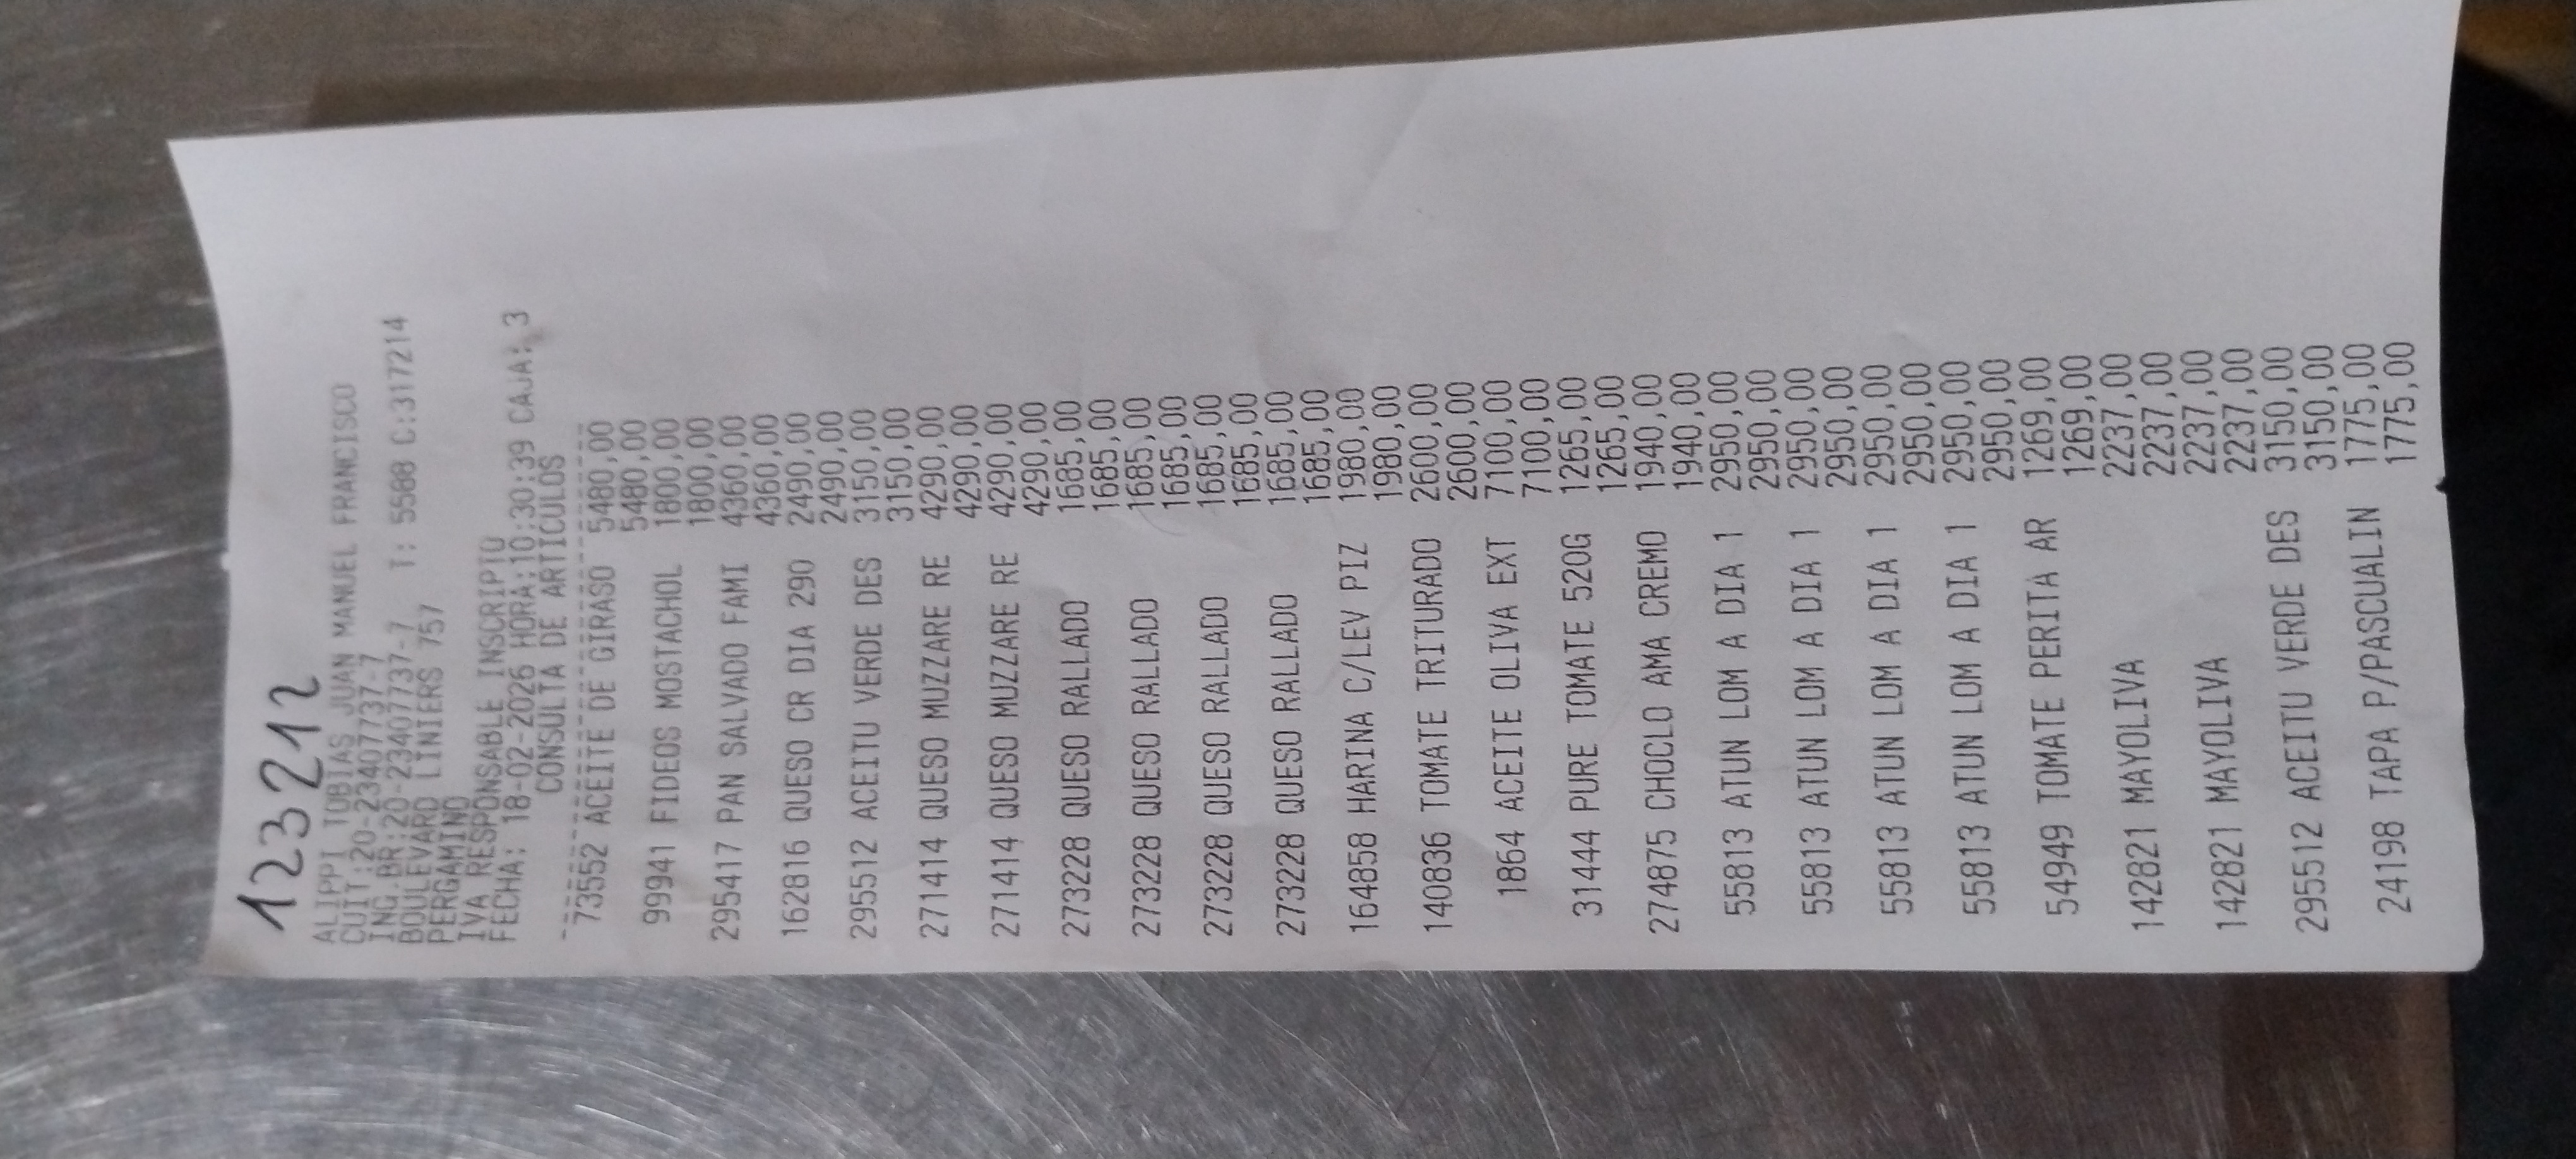 123212
ALIPPI TOBIAS JUAN MANUEL FRANCISCO
CUIT:20-23407737-7
ING.BR:20-23407737-7 T: 5588 C:3177214
BOULEVARD LINIERS 757
PERGAMINO
IVA RESPONSABLE INSCRIPTO
FECHA: 18-02-2026 HORA:10:30:39 CAJA: 3
CONSULTA DE ARTICULOS
73552 ACEITE DE GIRASO 5480,00
5480,00
99941 FIDEOS MOSTACHOL 1800,00
1800,00
295417 PAN SALVADO FAMI 4360,00
4360,00
162816 QUESO CR DIA 290 2490,00
2490,00
295512 ACEITU VERDE DES 3150,00
3150,00
271414 QUESO MUZZARE RE 4290,00
4290,00
271414 QUESO MUZZARE RE 4290,00
4290,00
273228 QUESO RALLADO 1685,00
1685,00
273228 QUESO RALLADO 1685,00
1685,00
273228 QUESO RALLADO 1685,00
1685,00
273228 QUESO RALLADO 1685,00
1685,00
164858 HARINA C/LEV PIZ 1980,00
1980,00
140836 TOMATE TRITURADO 2600,00
2600,00
1864 ACEITE OLIVA EXT 7100,00
7100,00
31444 PURE TOMATE 520G 1265,00
1265,00
274875 CHOCLO AMA CREMO 1940,00
1940,00
55813 ATUN LOM A DIA 1 2950,00
2950,00
55813 ATUN LOM A DIA 1 2950,00
2950,00
55813 ATUN LOM A DIA 1 2950,00
2950,00
55813 ATUN LOM A DIA 1 2950,00
2950,00
54949 TOMATE PERITA AR 1269,00
1269,00
142821 MAYOLIVA 2237,00
2237,00
142821 MAYOLIVA 2237,00
2237,00
295512 ACEITU VERDE DES 3150,00
3150,00
24198 TAPA P/PASCUALIN 1775,00
1775,00